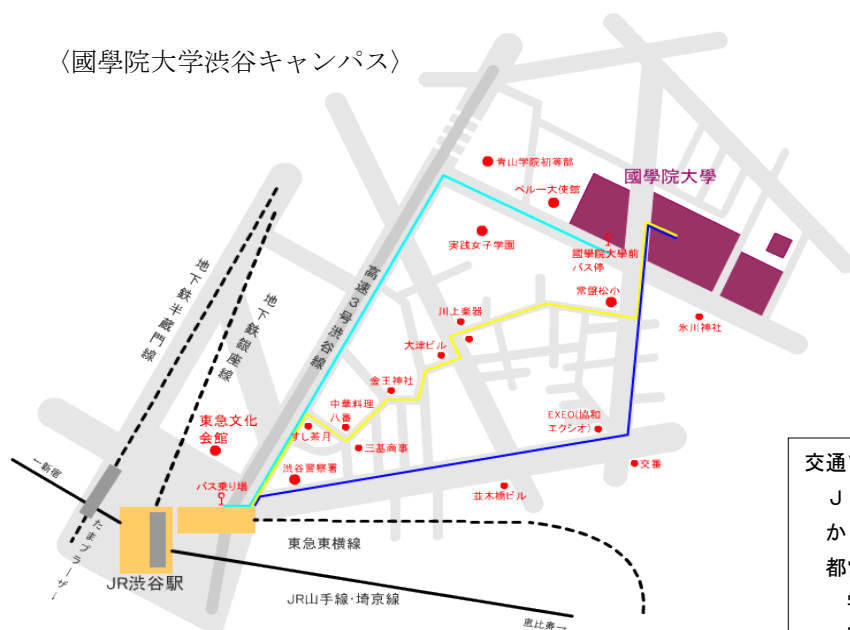 〈國學院大学渋谷キャンパス〉
青山学院初等部
國學院大學
ペルー大使館
実践女子学園
國學院大學前
バス停
地下鉄半蔵門線
地下鉄銀座線
高速3号渋谷線
常盤松小
川上楽器
氷川神社
大津ビル
金王神社
中華料理
八番
東急文化
会館
すし茶月
三基商事
EXEO(協和
エクシオ)
交番
渋谷警察署
バス乗り場
並木橋ビル
←新宿
たまプラーザ↓
東急東横線
JR渋谷駅
JR山手線・埼京線
恵比寿→
交通
J
か
都